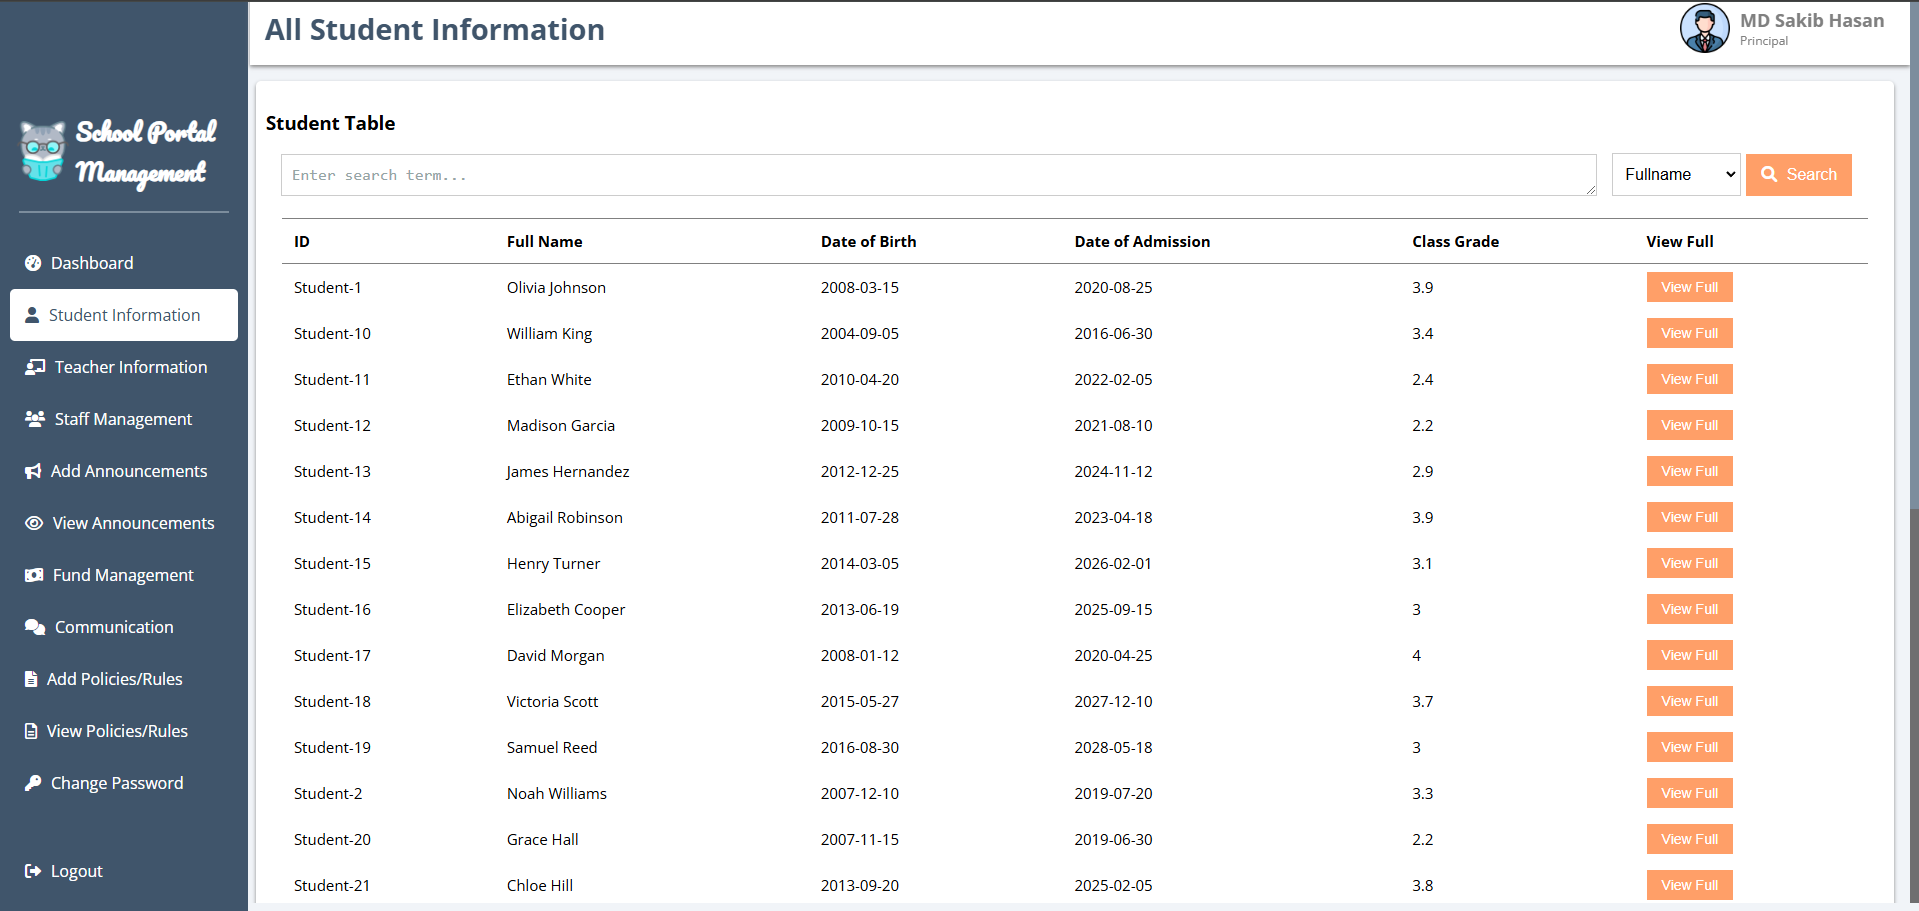 All Student Information
MD Sakib Hasan
Principal
School Portal
Management
Dashboard
Student Information
Teacher Information
Staff Management
Add Announcements
View Announcements
Fund Management
Communication
Add Policies/Rules
View Policies/Rules
Change Password
Logout
Student Table
Enter search term... Fullname Search
ID Full Name Date of Birth Date of Admission Class Grade View Full
Student-1 Olivia Johnson 2008-03-15 2020-08-25 3.9 View Full
Student-10 William King 2004-09-05 2016-06-30 3.4 View Full
Student-11 Ethan White 2010-04-20 2022-02-05 2.4 View Full
Student-12 Madison Garcia 2009-10-15 2021-08-10 2.2 View Full
Student-13 James Hernandez 2012-12-25 2024-11-12 2.9 View Full
Student-14 Abigail Robinson 2011-07-28 2023-04-18 3.9 View Full
Student-15 Henry Turner 2014-03-05 2026-02-01 3.1 View Full
Student-16 Elizabeth Cooper 2013-06-19 2025-09-15 3 View Full
Student-17 David Morgan 2008-01-12 2020-04-25 4 View Full
Student-18 Victoria Scott 2015-05-27 2027-12-10 3.7 View Full
Student-19 Samuel Reed 2016-08-30 2028-05-18 3 View Full
Student-2 Noah Williams 2007-12-10 2019-07-20 3.3 View Full
Student-20 Grace Hall 2007-11-15 2019-06-30 2.2 View Full
Student-21 Chloe Hill 2013-09-20 2025-02-05 3.8 View Full